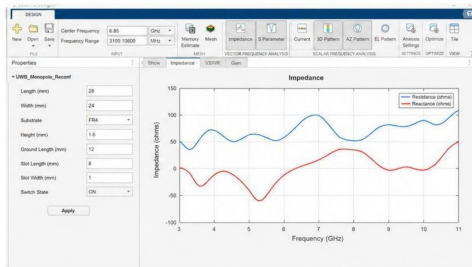 DESIGN
New
Open
Save
FILE
Center Frequency 6.85 GHz
Frequency Range 3100:10600 MHz
INPUT
Memory Estimate
Mesh
MESH
Impedance
S Parameter
VECTOR FREQUENCY ANALYSIS
Current
3D Pattern
AZ Pattern
EL Pattern
SCALAR FREQUENCY ANALYSIS
Analysis Settings
SETTINGS
Optimize
OPTIMIZE
Tile
VIEW
Properties
UWB_Monopole_Reconf
Length (mm) 28
Width (mm) 24
Substrate FR4
Height (mm) 1.6
Ground Length (mm) 12
Slot Length (mm) 8
Slot Width (mm) 1
Switch State ON
Apply
Show Impedance VSWR Gain
Impedance
Resistance (ohms)
Reactance (ohms)
Impedance (ohms)
150
100
50
0
-50
-100
3 4 5 6 7 8 9 10 11
Frequency (GHz)